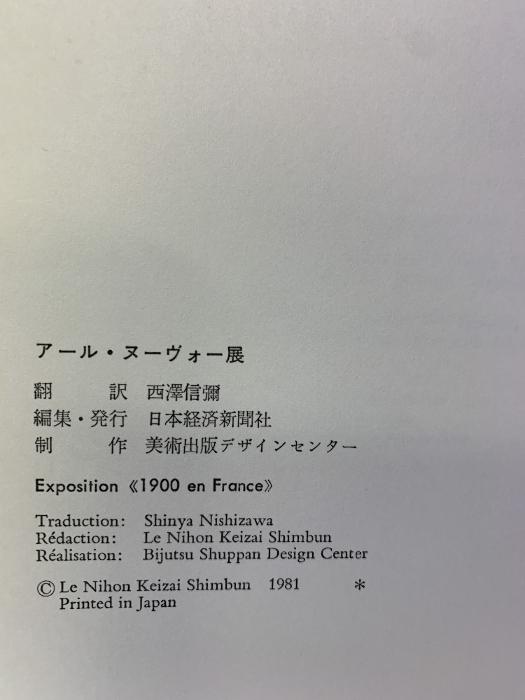 アール・ヌーヴォー展
翻　　訳　西澤信彌
編集・発行　日本経済新聞社
制　　作　美術出版デザインセンター
Exposition 《1900 en France》
Traduction: Shinya Nishizawa
Rédaction: Le Nihon Keizai Shimbun
Réalisation: Bijutsu Shuppan Design Center
© Le Nihon Keizai Shimbun 1981 *
Printed in Japan